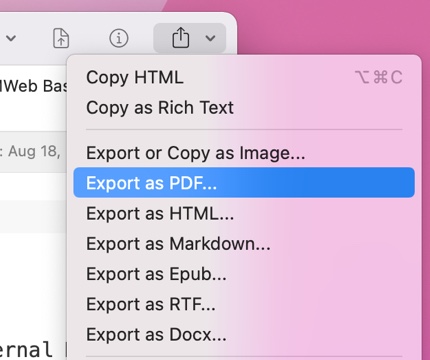 Copy HTML ⌥⌘C
Copy as Rich Text
Export or Copy as Image...
Export as PDF...
Export as HTML...
Export as Markdown...
Export as Epub...
Export as RTF...
Export as Docx...
MWeb Bas
: Aug 18,
ernal